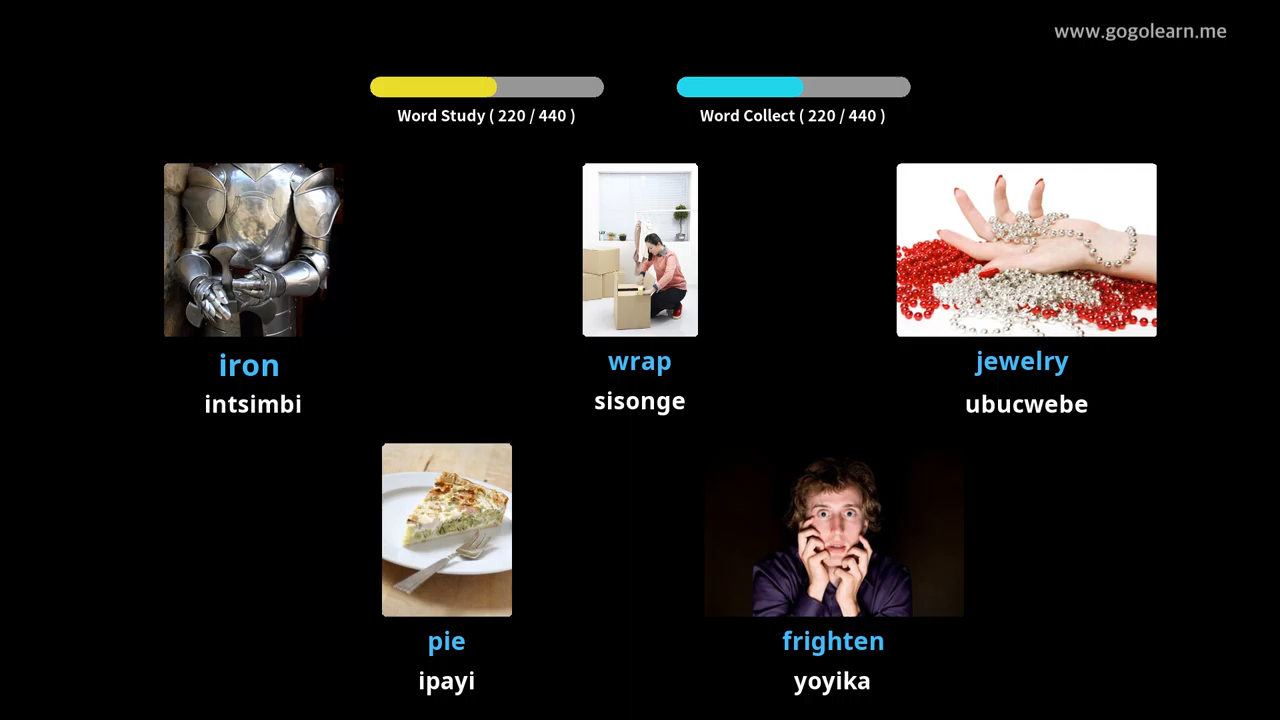 www.gogolearn.me
Word Study ( 220 / 440 )
Word Collect ( 220 / 440 )
iron
intsimbi
wrap
sisonge
jewelry
ubucwebe
pie
ipayi
frighten
yoyika